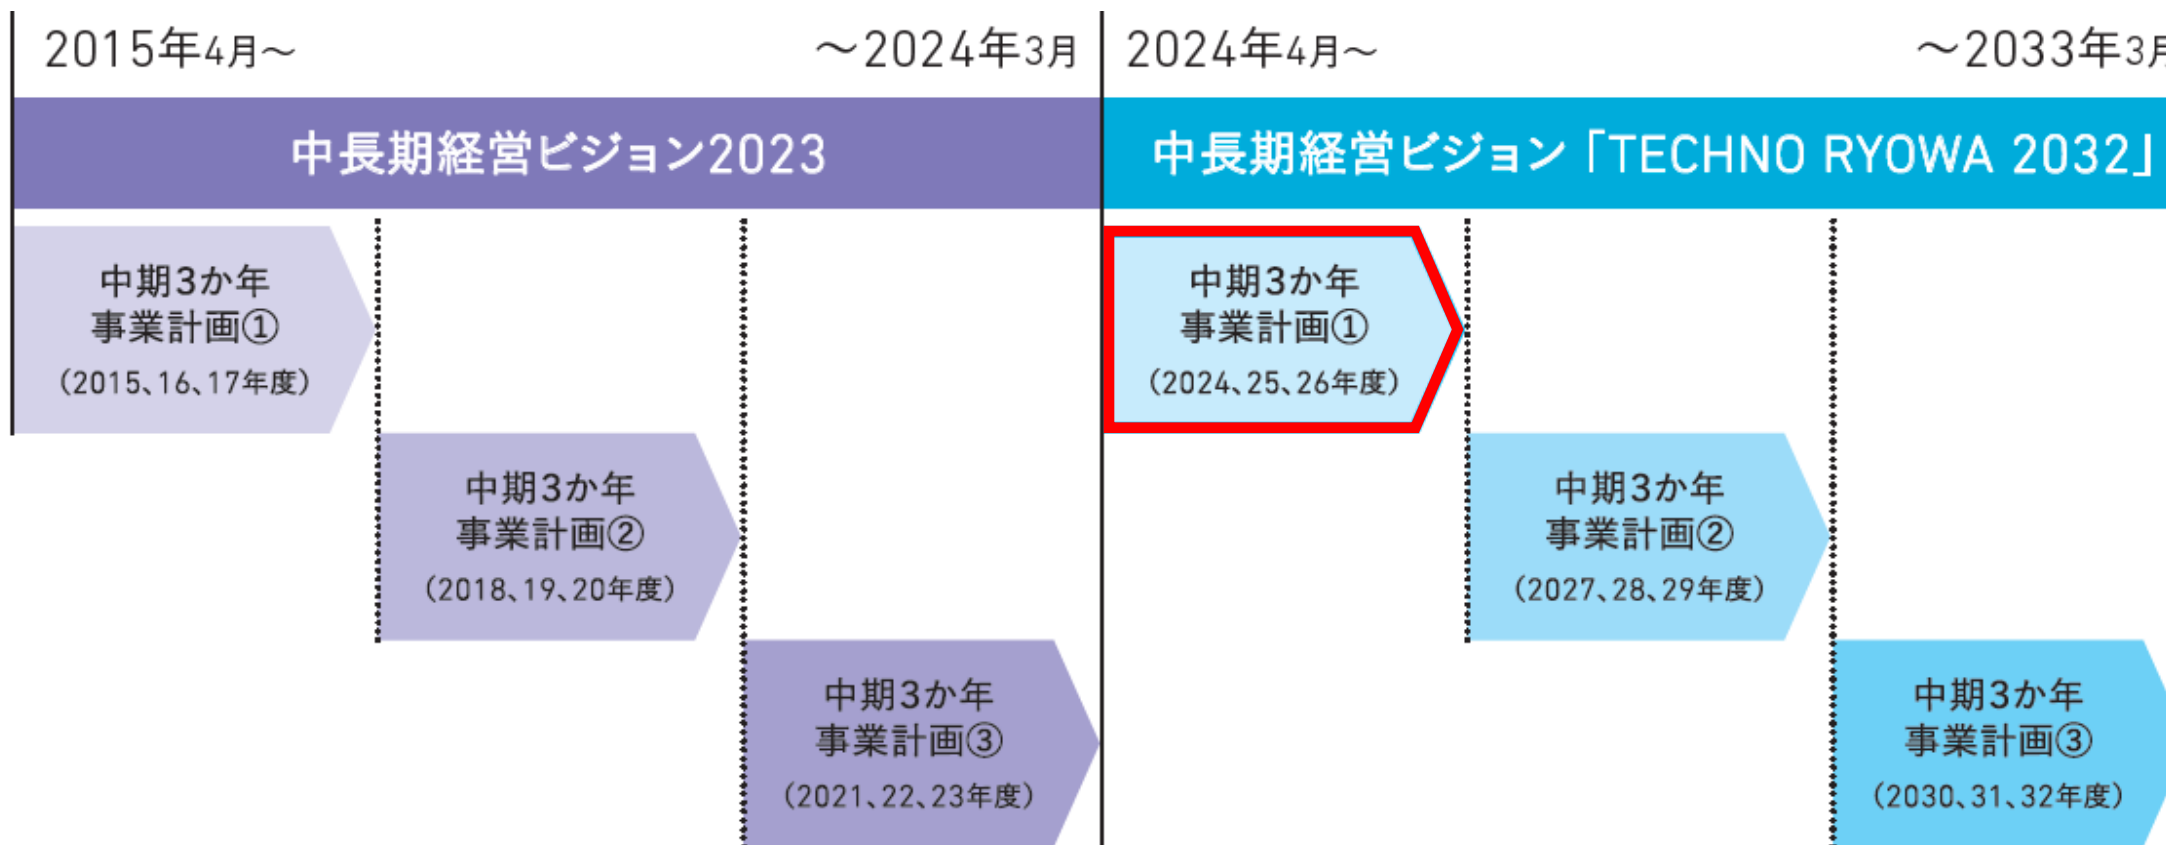 2015年4月～
～2024年3月
2024年4月～
～2033年3月
中長期経営ビジョン2023
中長期経営ビジョン「TECHNO RYOWA 2032」
中期3か年
事業計画①
（2015、16、17年度）
中期3か年
事業計画②
（2018、19、20年度）
中期3か年
事業計画③
（2021、22、23年度）
中期3か年
事業計画①
（2024、25、26年度）
中期3か年
事業計画②
（2027、28、29年度）
中期3か年
事業計画③
（2030、31、32年度）